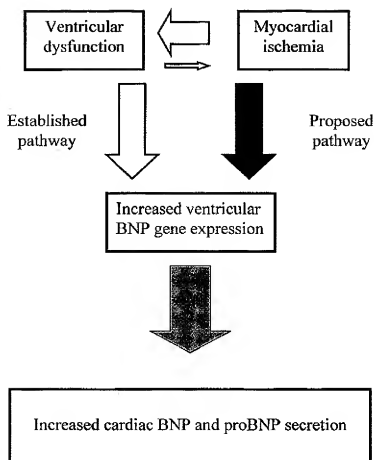 Ventricular
dysfunction
Myocardial
ischemia
Established
pathway
Proposed
pathway
Increased ventricular
BNP gene expression
Increased cardiac BNP and proBNP secretion